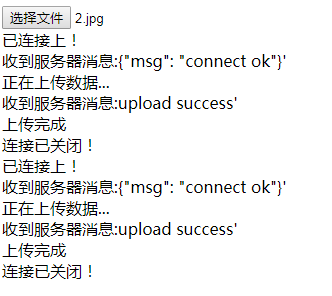 选择文件 2.jpg
已连接上！
收到服务器消息:{"msg": "connect ok"}'
正在上传数据...
收到服务器消息:upload success'
上传完成
连接已关闭！
已连接上！
收到服务器消息:{"msg": "connect ok"}'
正在上传数据...
收到服务器消息:upload success'
上传完成
连接已关闭！